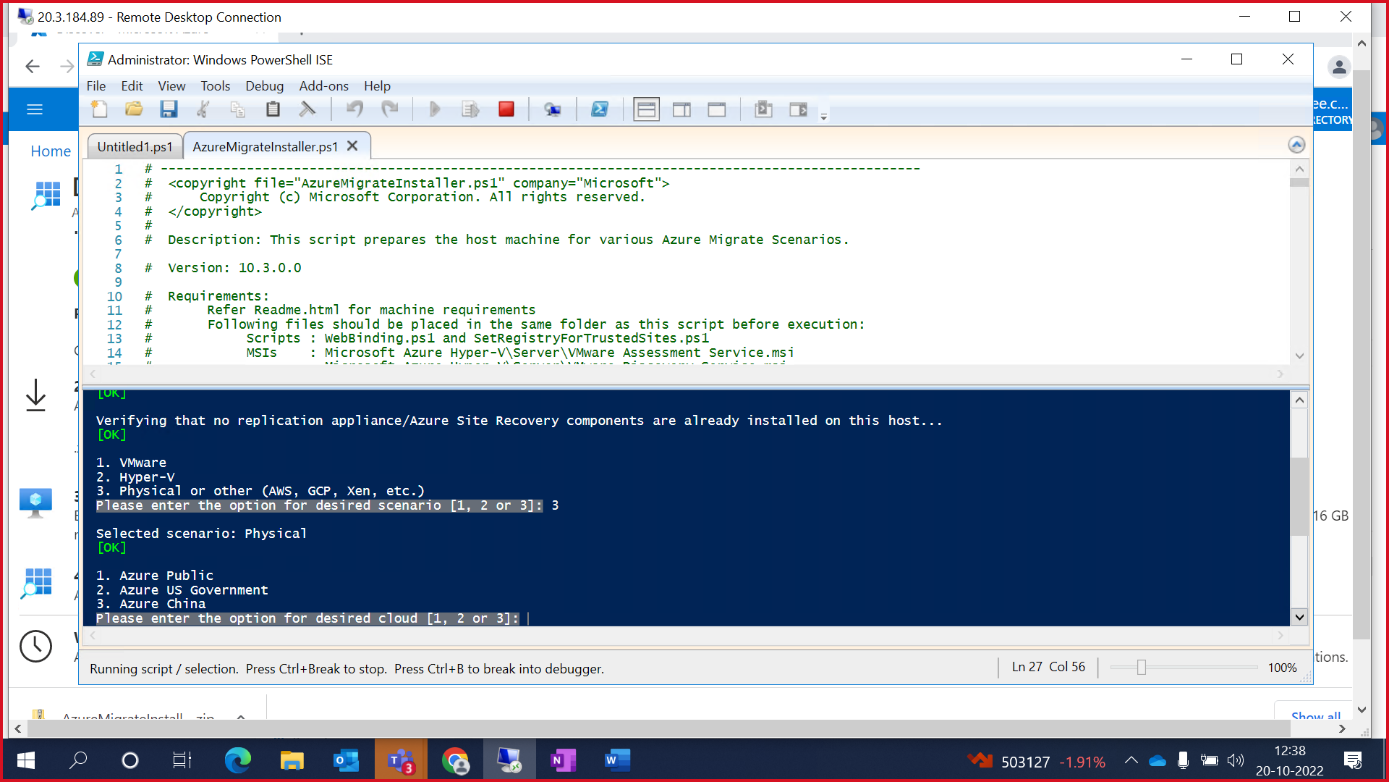 20.3.184.89 - Remote Desktop Connection
Administrator: Windows PowerShell ISE
File Edit View Tools Debug Add-ons Help
ee.c...
ECTORY
Home
Untitled1.ps1 AzureMigrateInstaller.ps1
1 # -------------------------------------------------------------------------------------------------
2 # <copyright file="AzureMigrateInstaller.ps1" company="Microsoft">
3 # Copyright (c) Microsoft Corporation. All rights reserved.
4 # </copyright>
5 #
6 # Description: This script prepares the host machine for various Azure Migrate Scenarios.
7
8 # Version: 10.3.0.0
9
10 # Requirements:
11 # Refer Readme.html for machine requirements
12 # Following files should be placed in the same folder as this script before execution:
13 # Scripts : WebBinding.ps1 and SetRegistryForTrustedSites.ps1
14 # MSIs : Microsoft Azure Hyper-V\Server\VMware Assessment Service.msi
[OK]
Verifying that no replication appliance/Azure Site Recovery components are already installed on this host...
[OK]
1. VMware
2. Hyper-V
3. Physical or other (AWS, GCP, Xen, etc.)
Please enter the option for desired scenario [1, 2 or 3]: 3
Selected scenario: Physical
[OK]
1. Azure Public
2. Azure US Government
3. Azure China
Please enter the option for desired cloud [1, 2 or 3]:
16 GB
tions.
Running script / selection. Press Ctrl+Break to stop. Press Ctrl+B to break into debugger.
Ln 27 Col 56
100%
AzureMigrateInstall....zip
Show all
3
503127 -1.91%
12:38
20-10-2022